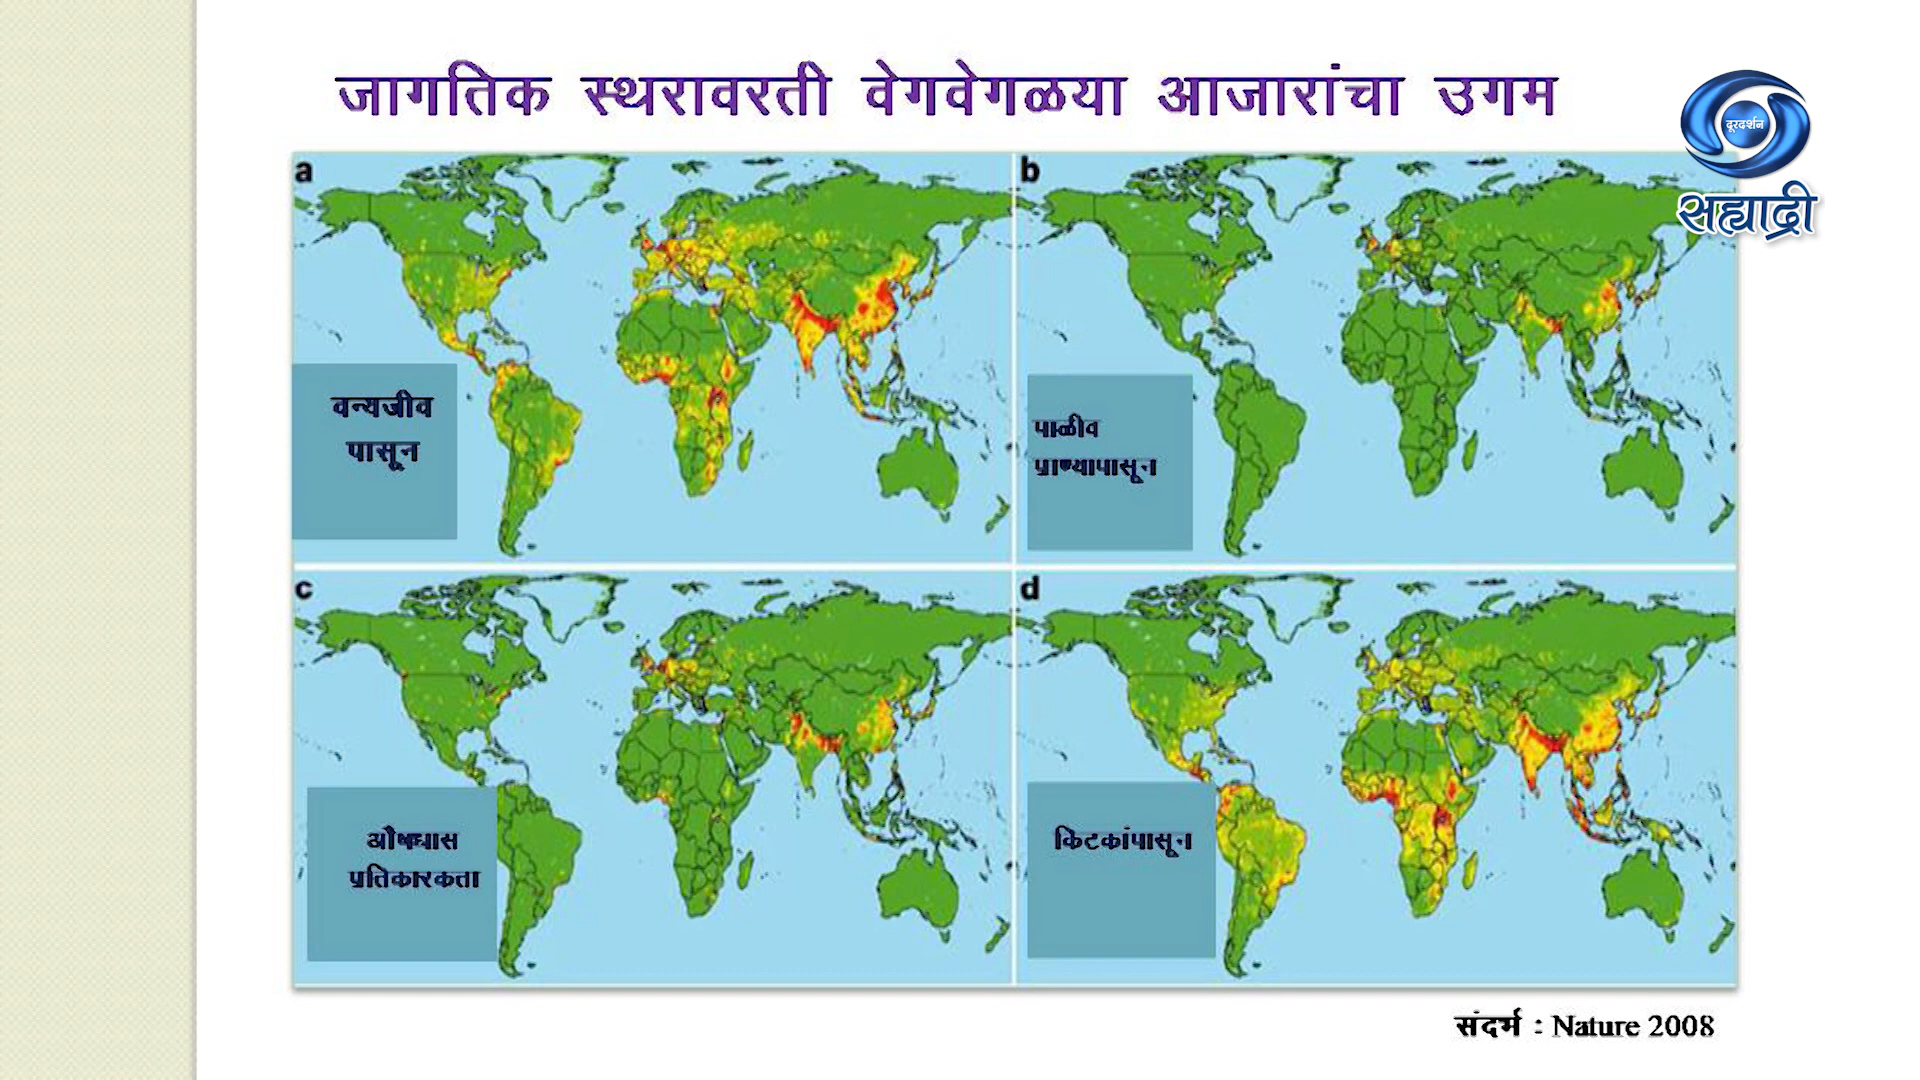 जागतिक स्थरावरती वेगवेगळया आजारांचा उगम
दूरदर्शन
सह्याद्री
a
b
वन्यजीव
पासून
पाळीव
प्राण्यापासून
c
d
औषधास
प्रतिकारकता
किटकांपासून
संदर्भ : Nature 2008